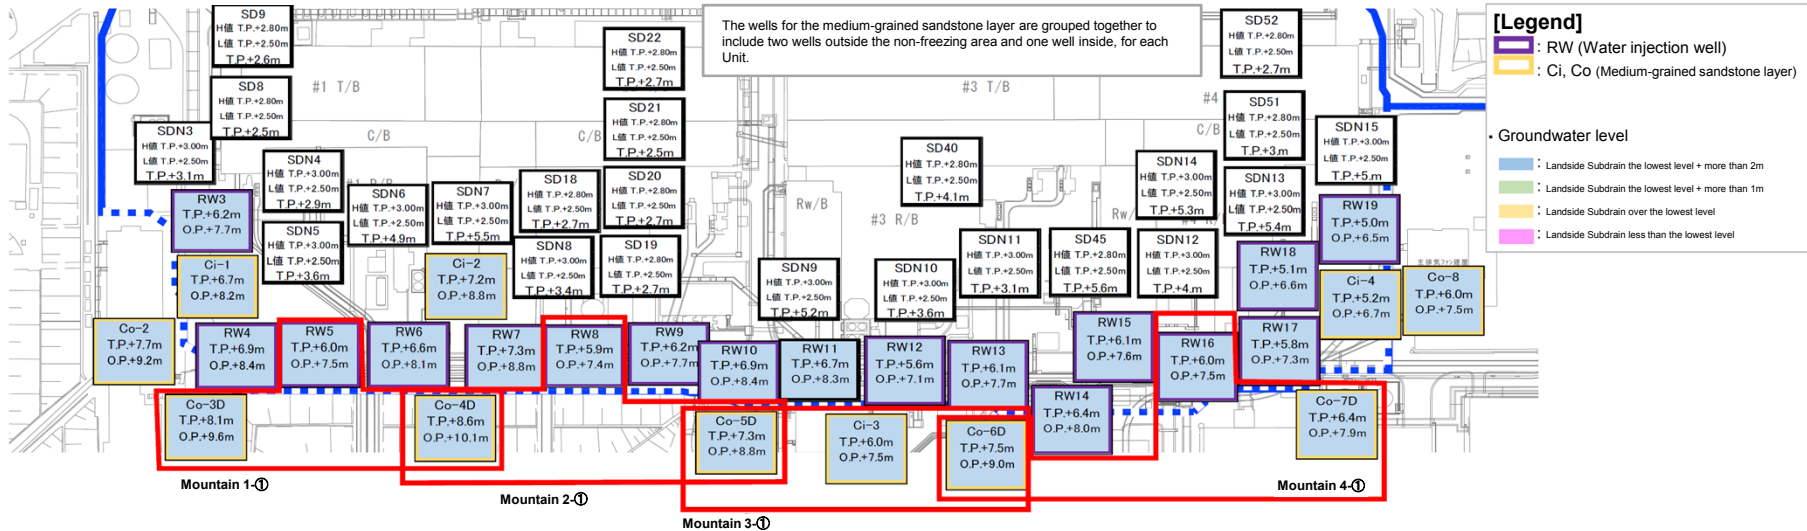 SD9
H値 T.P.+2.80m
L値 T.P.+2.50m
T.P.+2.6m
SD8
H値 T.P.+2.80m
L値 T.P.+2.50m
T.P.+2.5m
SDN3
H値 T.P.+3.00m
L値 T.P.+2.50m
T.P.+3.1m
SDN4
H値 T.P.+3.00m
L値 T.P.+2.50m
T.P.+2.9m
SDN5
H値 T.P.+3.00m
L値 T.P.+2.50m
T.P.+3.6m
SDN6
H値 T.P.+3.00m
L値 T.P.+2.50m
T.P.+4.9m
SDN7
H値 T.P.+3.00m
L値 T.P.+2.50m
T.P.+5.5m
SD18
H値 T.P.+2.80m
L値 T.P.+2.50m
T.P.+2.7m
SDN8
H値 T.P.+3.00m
L値 T.P.+2.50m
T.P.+3.4m
SD22
H値 T.P.+2.80m
L値 T.P.+2.50m
T.P.+2.7m
SD21
H値 T.P.+2.80m
L値 T.P.+2.50m
T.P.+2.5m
SD20
H値 T.P.+2.80m
L値 T.P.+2.50m
T.P.+2.7m
SD19
H値 T.P.+2.80m
L値 T.P.+2.50m
T.P.+2.7m
#1 T/B
C/B
C/B
The wells for the medium-grained sandstone layer are grouped together to
include two wells outside the non-freezing area and one well inside, for each
Unit.
#3 T/B
#4
C/B
Rw/B
#3 R/B
Rw/
SDN9
H値 T.P.+3.00m
L値 T.P.+2.50m
T.P.+5.2m
SD40
H値 T.P.+2.80m
L値 T.P.+2.50m
T.P.+4.1m
SDN10
H値 T.P.+3.00m
L値 T.P.+2.50m
T.P.+3.6m
SDN11
H値 T.P.+3.00m
L値 T.P.+2.50m
T.P.+3.1m
SD45
H値 T.P.+2.80m
L値 T.P.+2.50m
T.P.+5.6m
SDN14
H値 T.P.+3.00m
L値 T.P.+2.50m
T.P.+5.3m
SDN12
H値 T.P.+3.00m
L値 T.P.+2.50m
T.P.+4.m
SD52
H値 T.P.+2.80m
L値 T.P.+2.50m
T.P.+2.7m
SD51
H値 T.P.+2.80m
L値 T.P.+2.50m
T.P.+3.m
SDN13
H値 T.P.+3.00m
L値 T.P.+2.50m
T.P.+5.4m
SDN15
H値 T.P.+3.00m
L値 T.P.+2.50m
T.P.+5.m
RW3
T.P.+6.2m
O.P.+7.7m
Ci-1
T.P.+6.7m
O.P.+8.2m
Ci-2
T.P.+7.2m
O.P.+8.8m
Co-2
T.P.+7.7m
O.P.+9.2m
RW4
T.P.+6.9m
O.P.+8.4m
RW5
T.P.+6.0m
O.P.+7.5m
RW6
T.P.+6.6m
O.P.+8.1m
RW7
T.P.+7.3m
O.P.+8.8m
RW8
T.P.+5.9m
O.P.+7.4m
RW9
T.P.+6.2m
O.P.+7.7m
RW10
T.P.+6.9m
O.P.+8.4m
RW11
T.P.+6.7m
O.P.+8.3m
RW12
T.P.+5.6m
O.P.+7.1m
RW13
T.P.+6.1m
O.P.+7.7m
RW14
T.P.+6.4m
O.P.+8.0m
RW15
T.P.+6.1m
O.P.+7.6m
RW16
T.P.+6.0m
O.P.+7.5m
RW17
T.P.+5.8m
O.P.+7.3m
RW18
T.P.+5.1m
O.P.+6.6m
RW19
T.P.+5.0m
O.P.+6.5m
Ci-4
T.P.+5.2m
O.P.+6.7m
主排気ファン建屋
Co-8
T.P.+6.0m
O.P.+7.5m
Co-3D
T.P.+8.1m
O.P.+9.6m
Co-4D
T.P.+8.6m
O.P.+10.1m
Co-5D
T.P.+7.3m
O.P.+8.8m
Ci-3
T.P.+6.0m
O.P.+7.5m
Co-6D
T.P.+7.5m
O.P.+9.0m
Co-7D
T.P.+6.4m
O.P.+7.9m
Mountain 1-①
Mountain 2-①
Mountain 3-①
Mountain 4-①
[Legend]
: RW (Water injection well)
: Ci, Co (Medium-grained sandstone layer)
・Groundwater level
: Landside Subdrain the lowest level + more than 2m
: Landside Subdrain the lowest level + more than 1m
: Landside Subdrain over the lowest level
: Landside Subdrain less than the lowest level